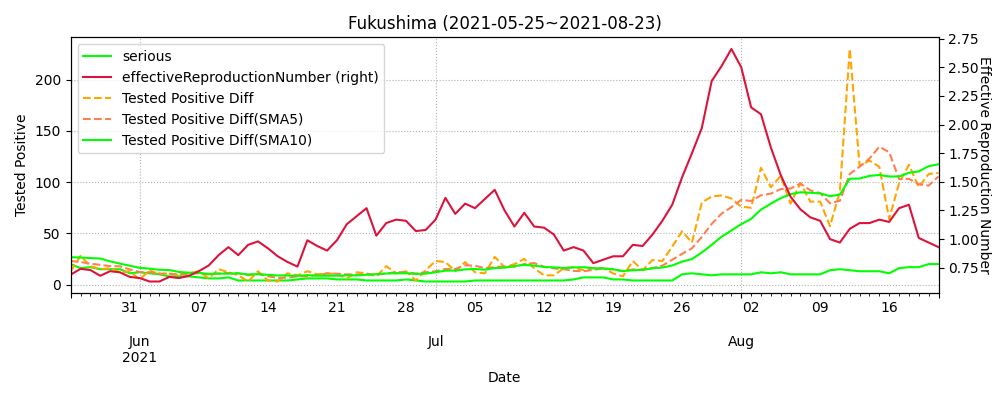 Fukushima (2021-05-25~2021-08-23)
serious
effectiveReproductionNumber (right)
Tested Positive Diff
Tested Positive Diff(SMA5)
Tested Positive Diff(SMA10)
Tested Positive
200
150
100
50
0
2.75
2.50
2.25
2.00
1.75
1.50
1.25
1.00
0.75
Effective Reproduction Number
31 07 14 21 28 05 12 19 26 02 09 16
Jun Jul Aug
2021
Date